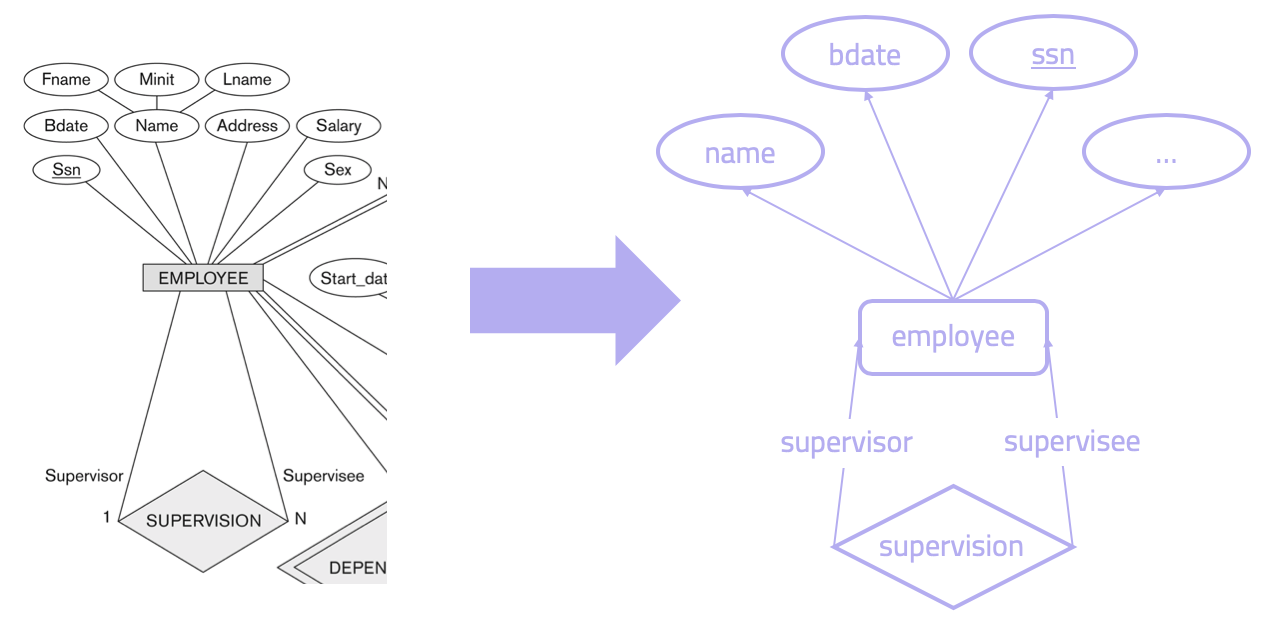 Fname Minit Lname
Bdate Name Address Salary
Ssn Sex
N
EMPLOYEE
Start_dat
Supervisor Supervisee
1 SUPERVISION N
DEPEN
bdate ssn
name ...
employee
supervisor supervisee
supervision